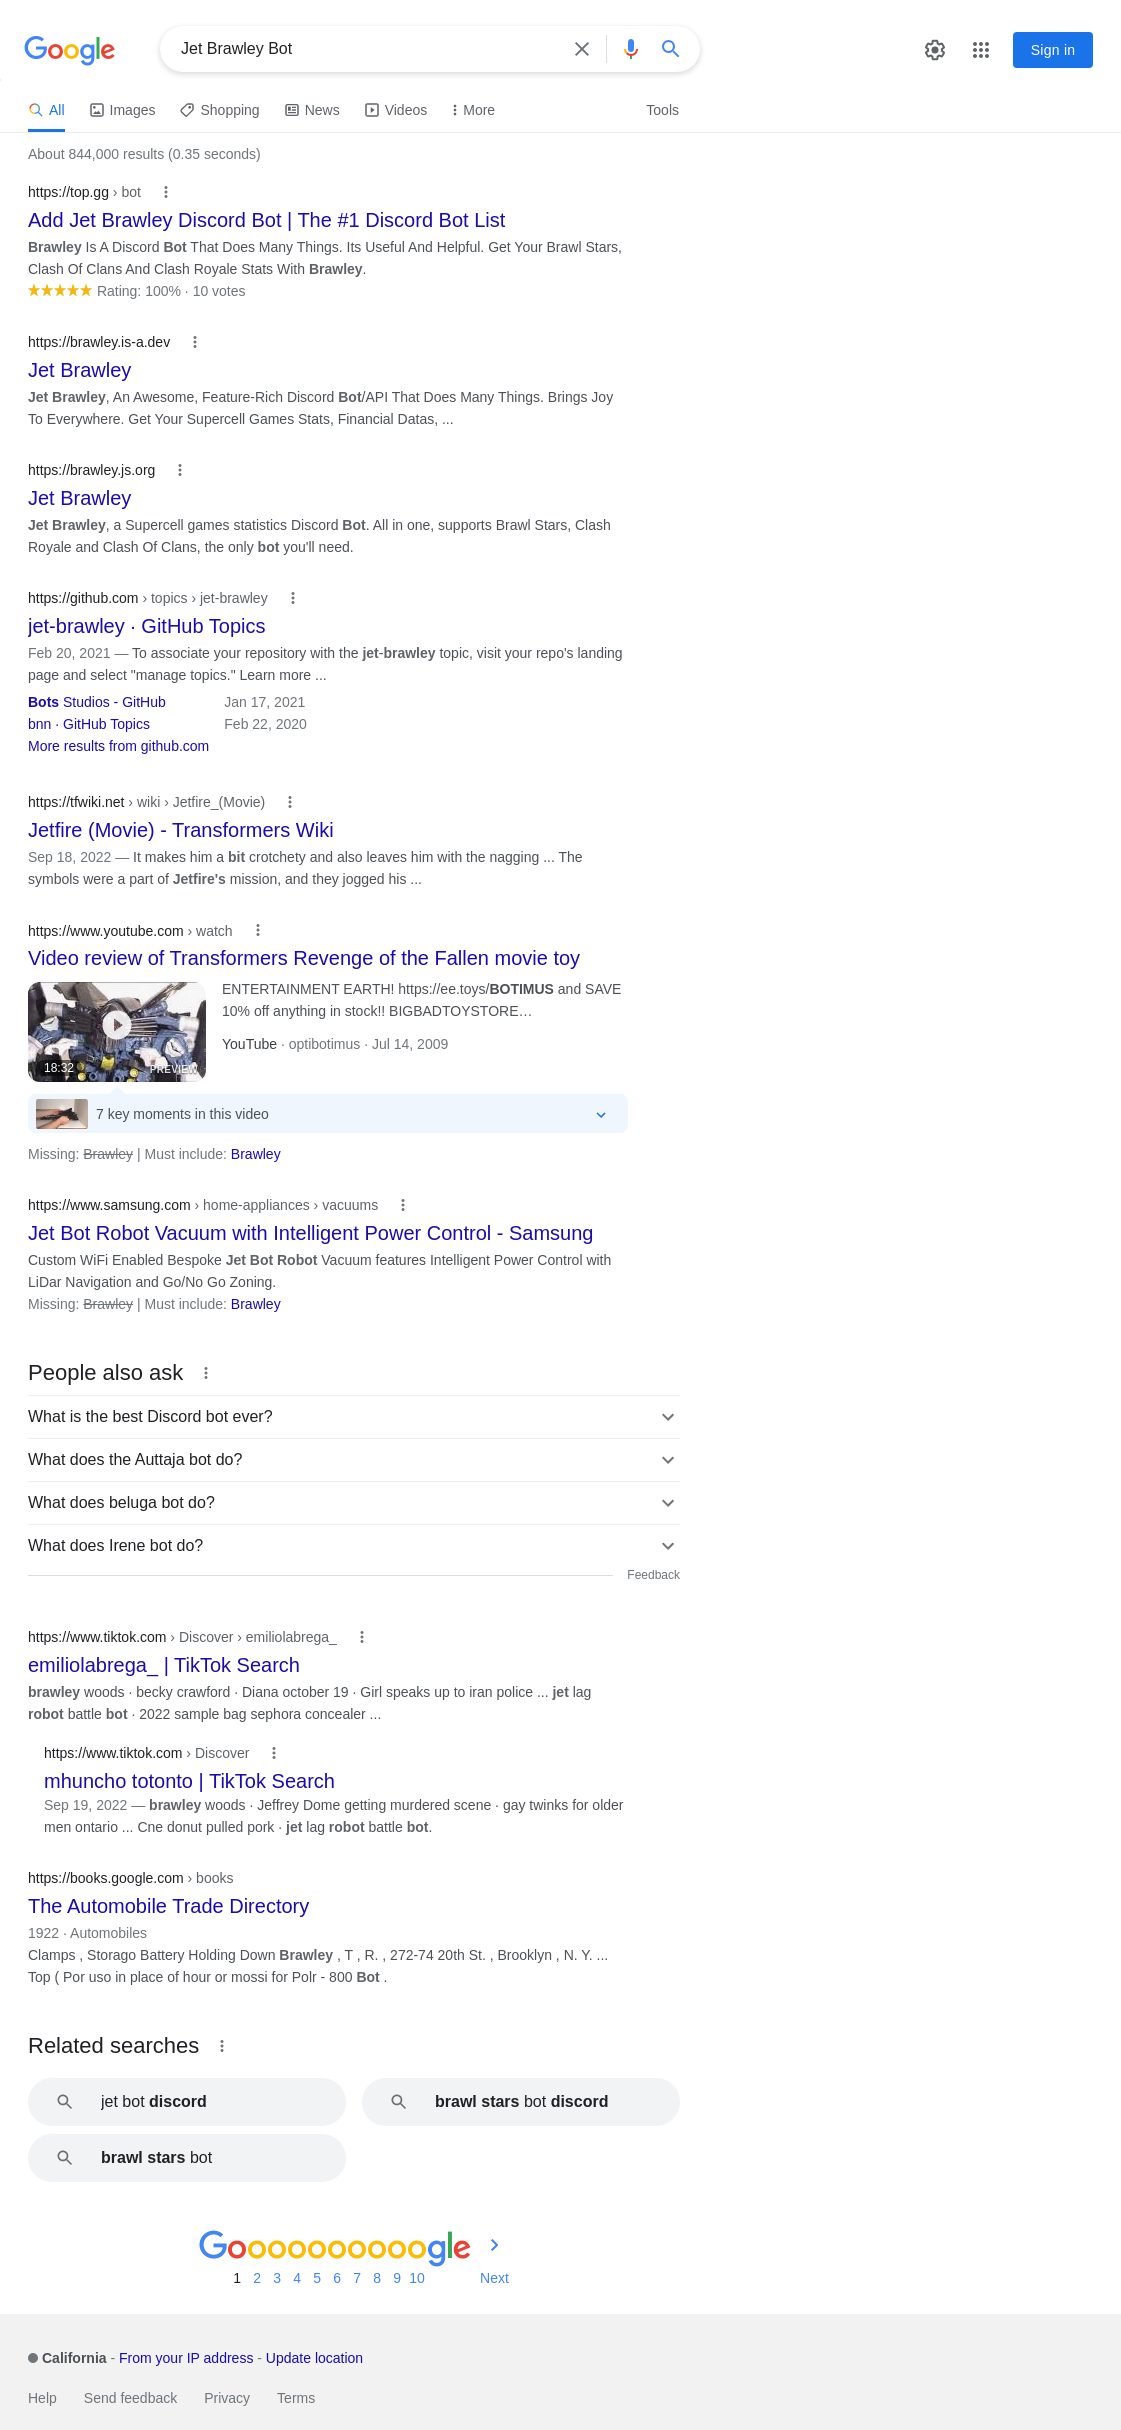 Google
Jet Brawley Bot
Sign in
All Images Shopping News Videos More Tools
About 844,000 results (0.35 seconds)
https://top.gg › bot
Add Jet Brawley Discord Bot | The #1 Discord Bot List
Brawley Is A Discord Bot That Does Many Things. Its Useful And Helpful. Get Your Brawl Stars,
Clash Of Clans And Clash Royale Stats With Brawley.
Rating: 100% · 10 votes
https://brawley.is-a.dev
Jet Brawley
Jet Brawley, An Awesome, Feature-Rich Discord Bot/API That Does Many Things. Brings Joy
To Everywhere. Get Your Supercell Games Stats, Financial Datas, ...
https://brawley.js.org
Jet Brawley
Jet Brawley, a Supercell games statistics Discord Bot. All in one, supports Brawl Stars, Clash
Royale and Clash Of Clans, the only bot you'll need.
https://github.com › topics › jet-brawley
jet-brawley · GitHub Topics
Feb 20, 2021 — To associate your repository with the jet-brawley topic, visit your repo's landing
page and select "manage topics." Learn more ...
Bots Studios - GitHub Jan 17, 2021
bnn · GitHub Topics Feb 22, 2020
More results from github.com
https://tfwiki.net › wiki › Jetfire_(Movie)
Jetfire (Movie) - Transformers Wiki
Sep 18, 2022 — It makes him a bit crotchety and also leaves him with the nagging ... The
symbols were a part of Jetfire's mission, and they jogged his ...
https://www.youtube.com › watch
Video review of Transformers Revenge of the Fallen movie toy
ENTERTAINMENT EARTH! https://ee.toys/BOTIMUS and SAVE
10% off anything in stock!! BIGBADTOYSTORE…
YouTube · optibotimus · Jul 14, 2009
18:32 PREVIEW
7 key moments in this video
Missing: Brawley | Must include: Brawley
https://www.samsung.com › home-appliances › vacuums
Jet Bot Robot Vacuum with Intelligent Power Control - Samsung
Custom WiFi Enabled Bespoke Jet Bot Robot Vacuum features Intelligent Power Control with
LiDar Navigation and Go/No Go Zoning.
Missing: Brawley | Must include: Brawley
People also ask
What is the best Discord bot ever?
What does the Auttaja bot do?
What does beluga bot do?
What does Irene bot do?
Feedback
https://www.tiktok.com › Discover › emiliolabrega_
emiliolabrega_ | TikTok Search
brawley woods · becky crawford · Diana october 19 · Girl speaks up to iran police ... jet lag
robot battle bot · 2022 sample bag sephora concealer ...
https://www.tiktok.com › Discover
mhuncho totonto | TikTok Search
Sep 19, 2022 — brawley woods · Jeffrey Dome getting murdered scene · gay twinks for older
men ontario ... Cne donut pulled pork · jet lag robot battle bot.
https://books.google.com › books
The Automobile Trade Directory
1922 · Automobiles
Clamps , Storago Battery Holding Down Brawley , T , R. , 272-74 20th St. , Brooklyn , N. Y. ...
Top ( Por uso in place of hour or mossi for Polr - 800 Bot .
Related searches
jet bot discord
brawl stars bot discord
brawl stars bot
Goooooooooogle
1 2 3 4 5 6 7 8 9 10 Next
California - From your IP address - Update location
Help Send feedback Privacy Terms